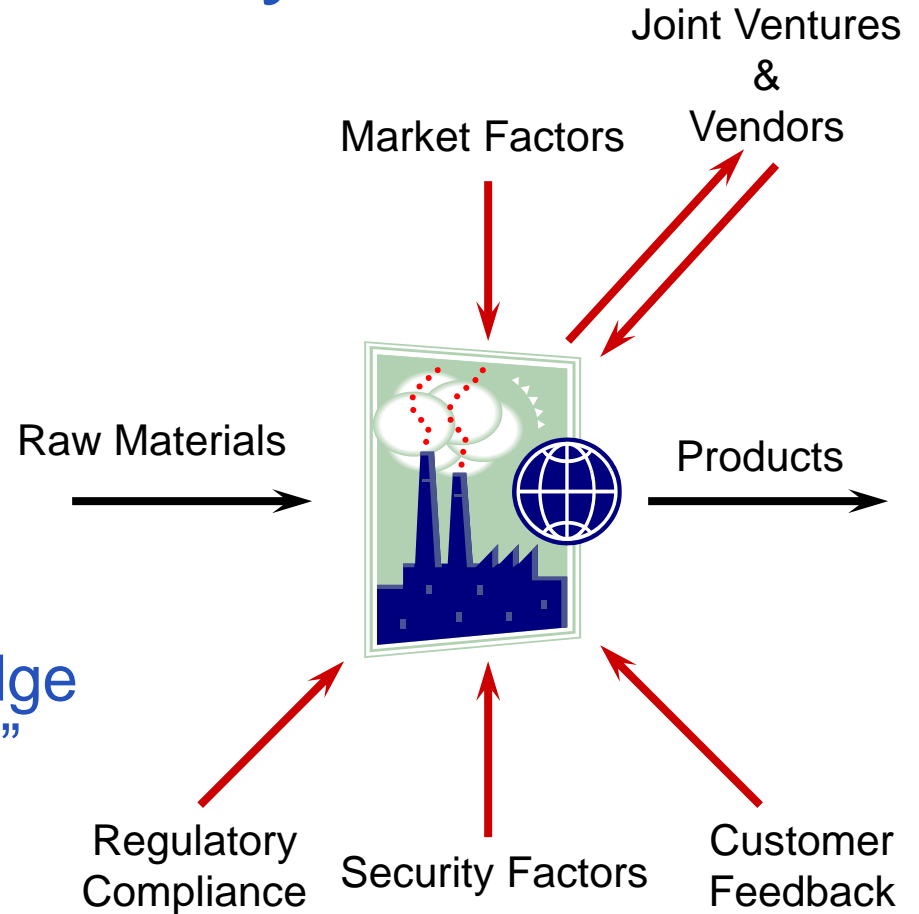 Joint Ventures
&
Vendors
Market Factors
Raw Materials
Products
”
Regulatory
Compliance
Security Factors
Customer
Feedback